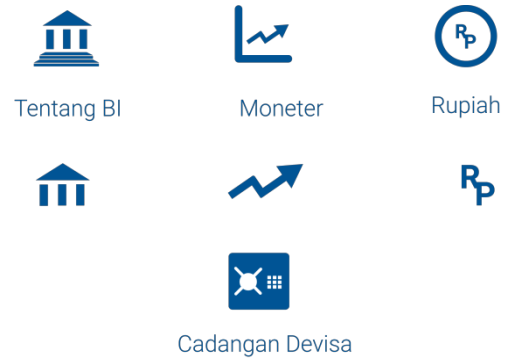 RP
Tentang BI
Moneter
Rupiah
RP
Cadangan Devisa